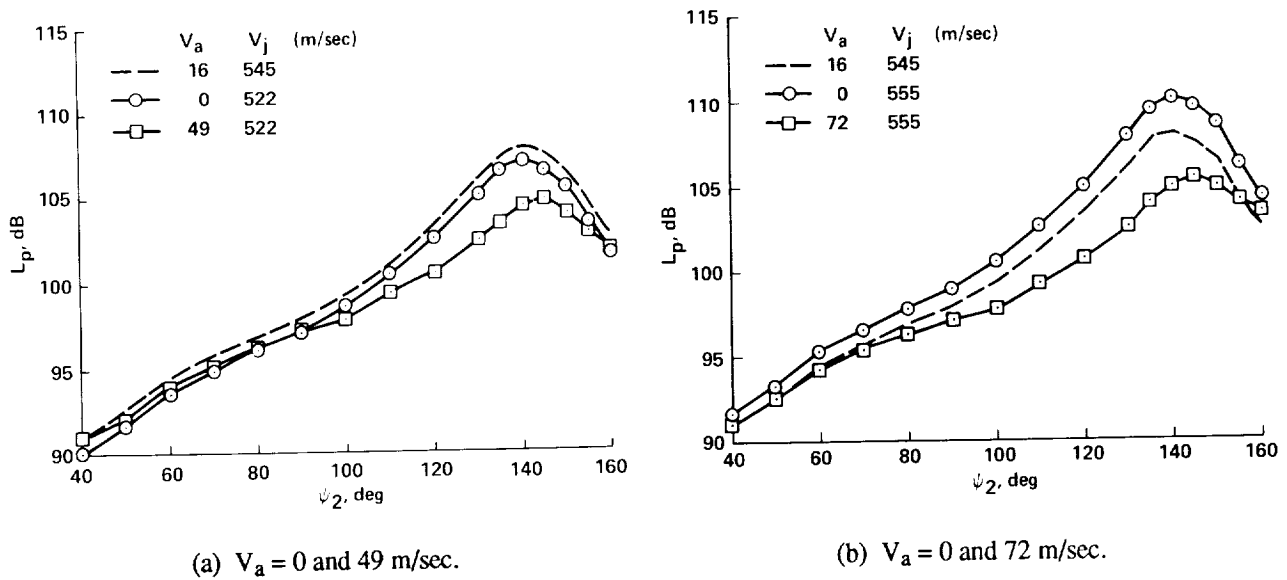 115
110
105
100
95
90
L_p, dB
V_a V_j (m/sec)
16 545
0 522
49 522
40 60 80 100 120 140 160
ψ_2, deg
(a) V_a = 0 and 49 m/sec.
115
110
105
100
95
90
L_p, dB
V_a V_j (m/sec)
16 545
0 555
72 555
40 60 80 100 120 140 160
ψ_2, deg
(b) V_a = 0 and 72 m/sec.